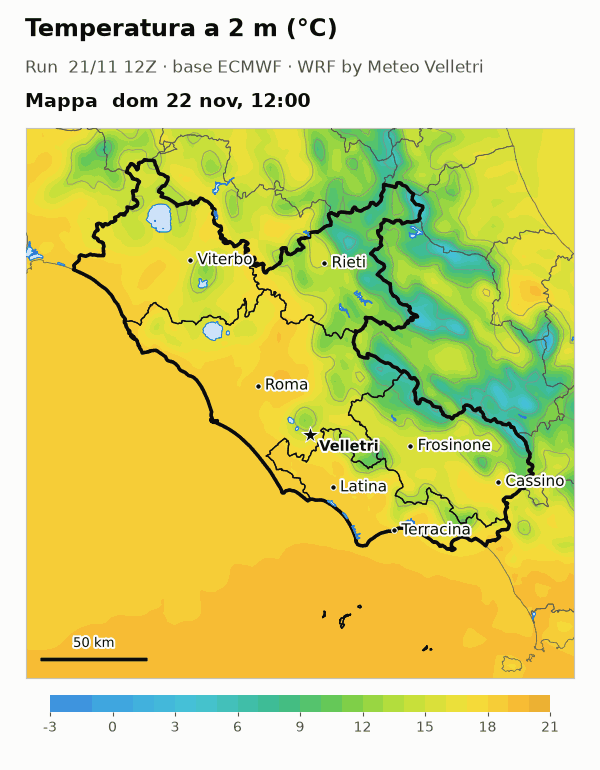 Temperatura a 2 m (°C)
Run  21/11 12Z · base ECMWF · WRF by Meteo Velletri
Mappa  dom 22 nov, 12:00
Viterbo
Rieti
Roma
Velletri
Frosinone
Latina
Cassino
Terracina
50 km
-3 0 3 6 9 12 15 18 21